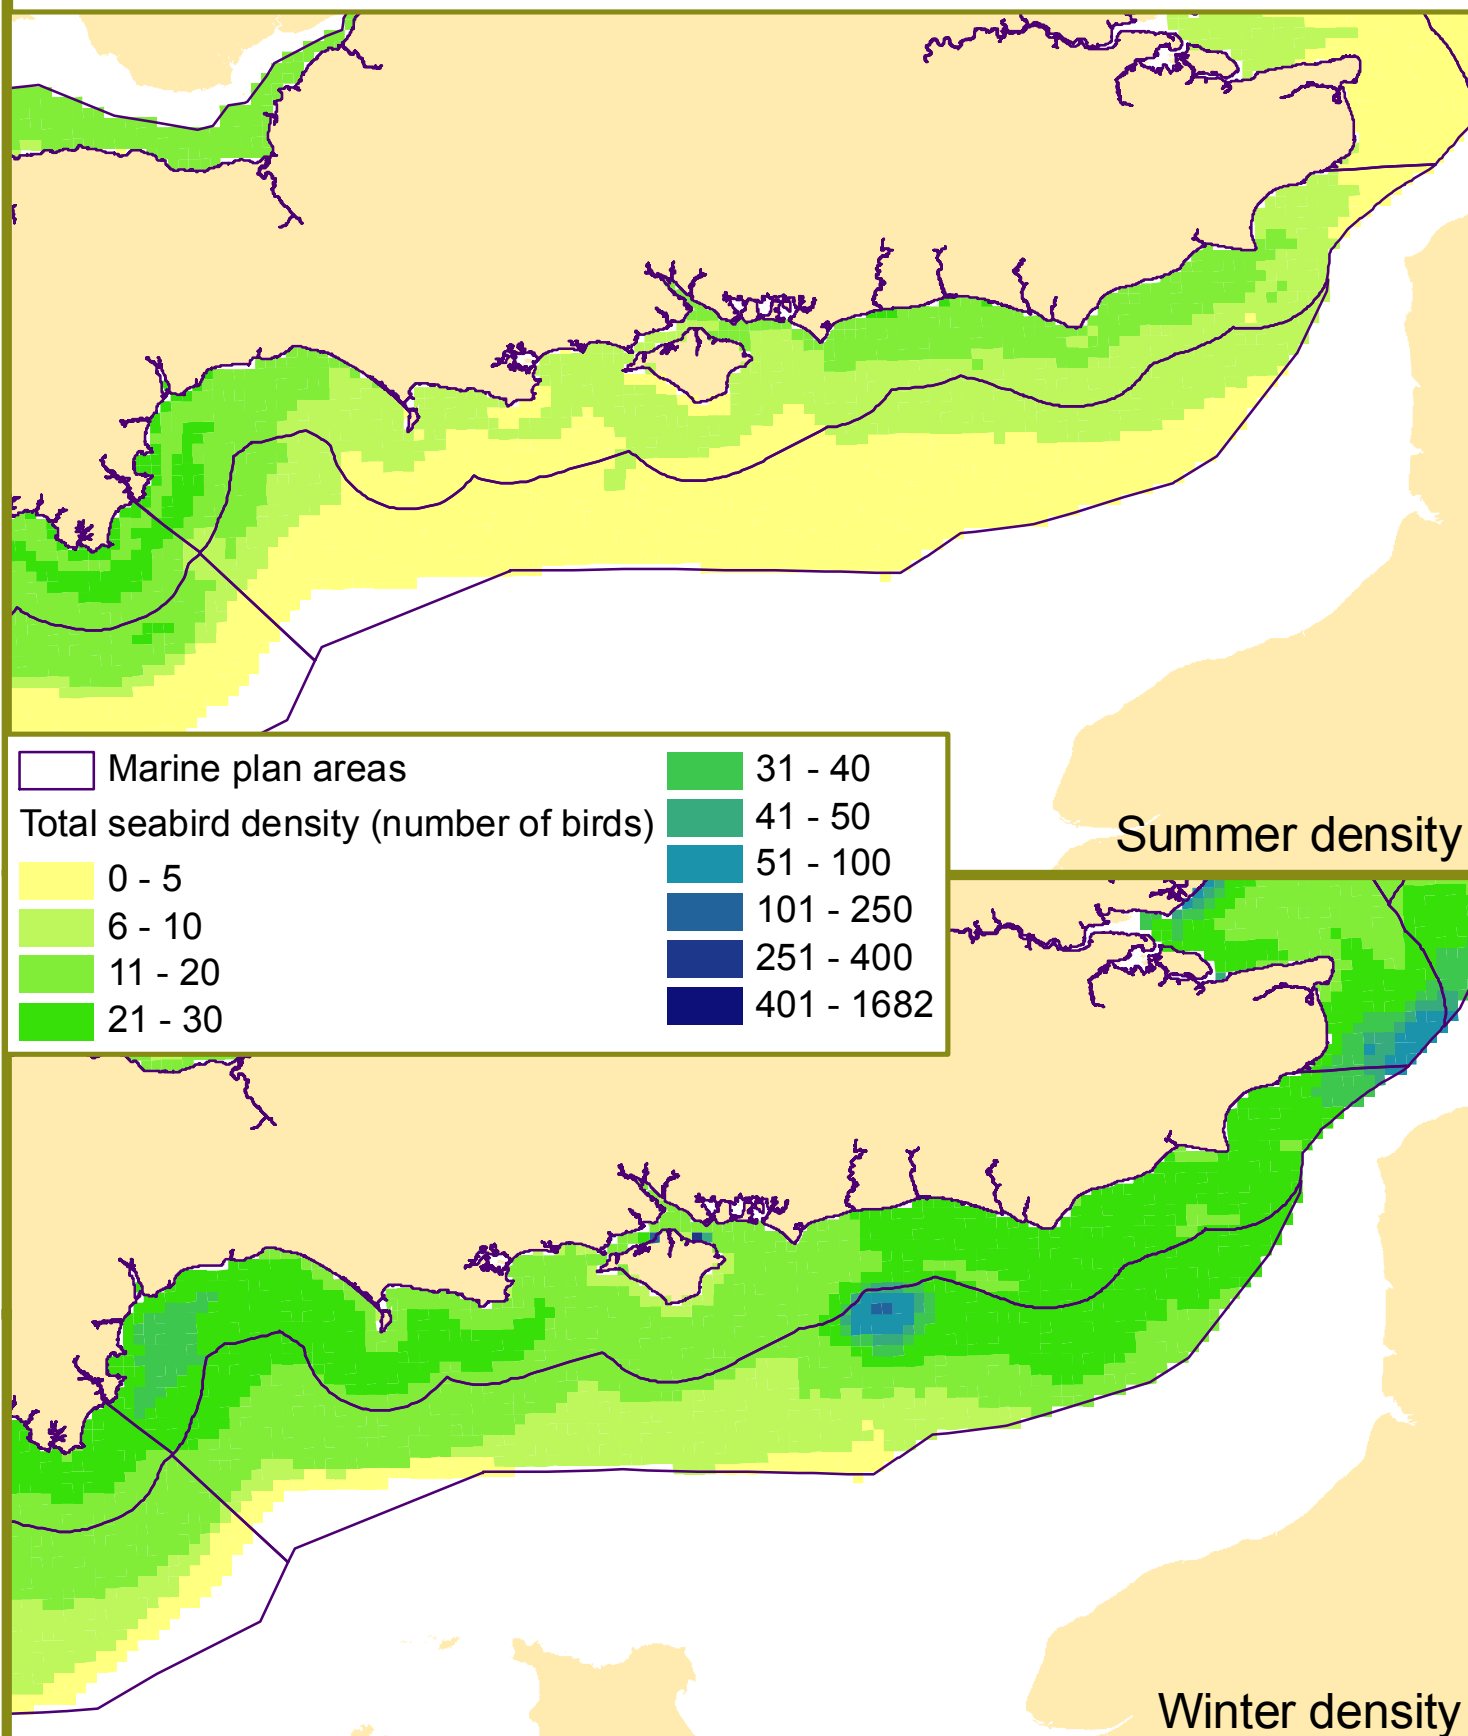 Marine plan areas
Total seabird density (number of birds)
0 - 5
6 - 10
11 - 20
21 - 30
31 - 40
41 - 50
51 - 100
101 - 250
251 - 400
401 - 1682
Summer density
Winter density